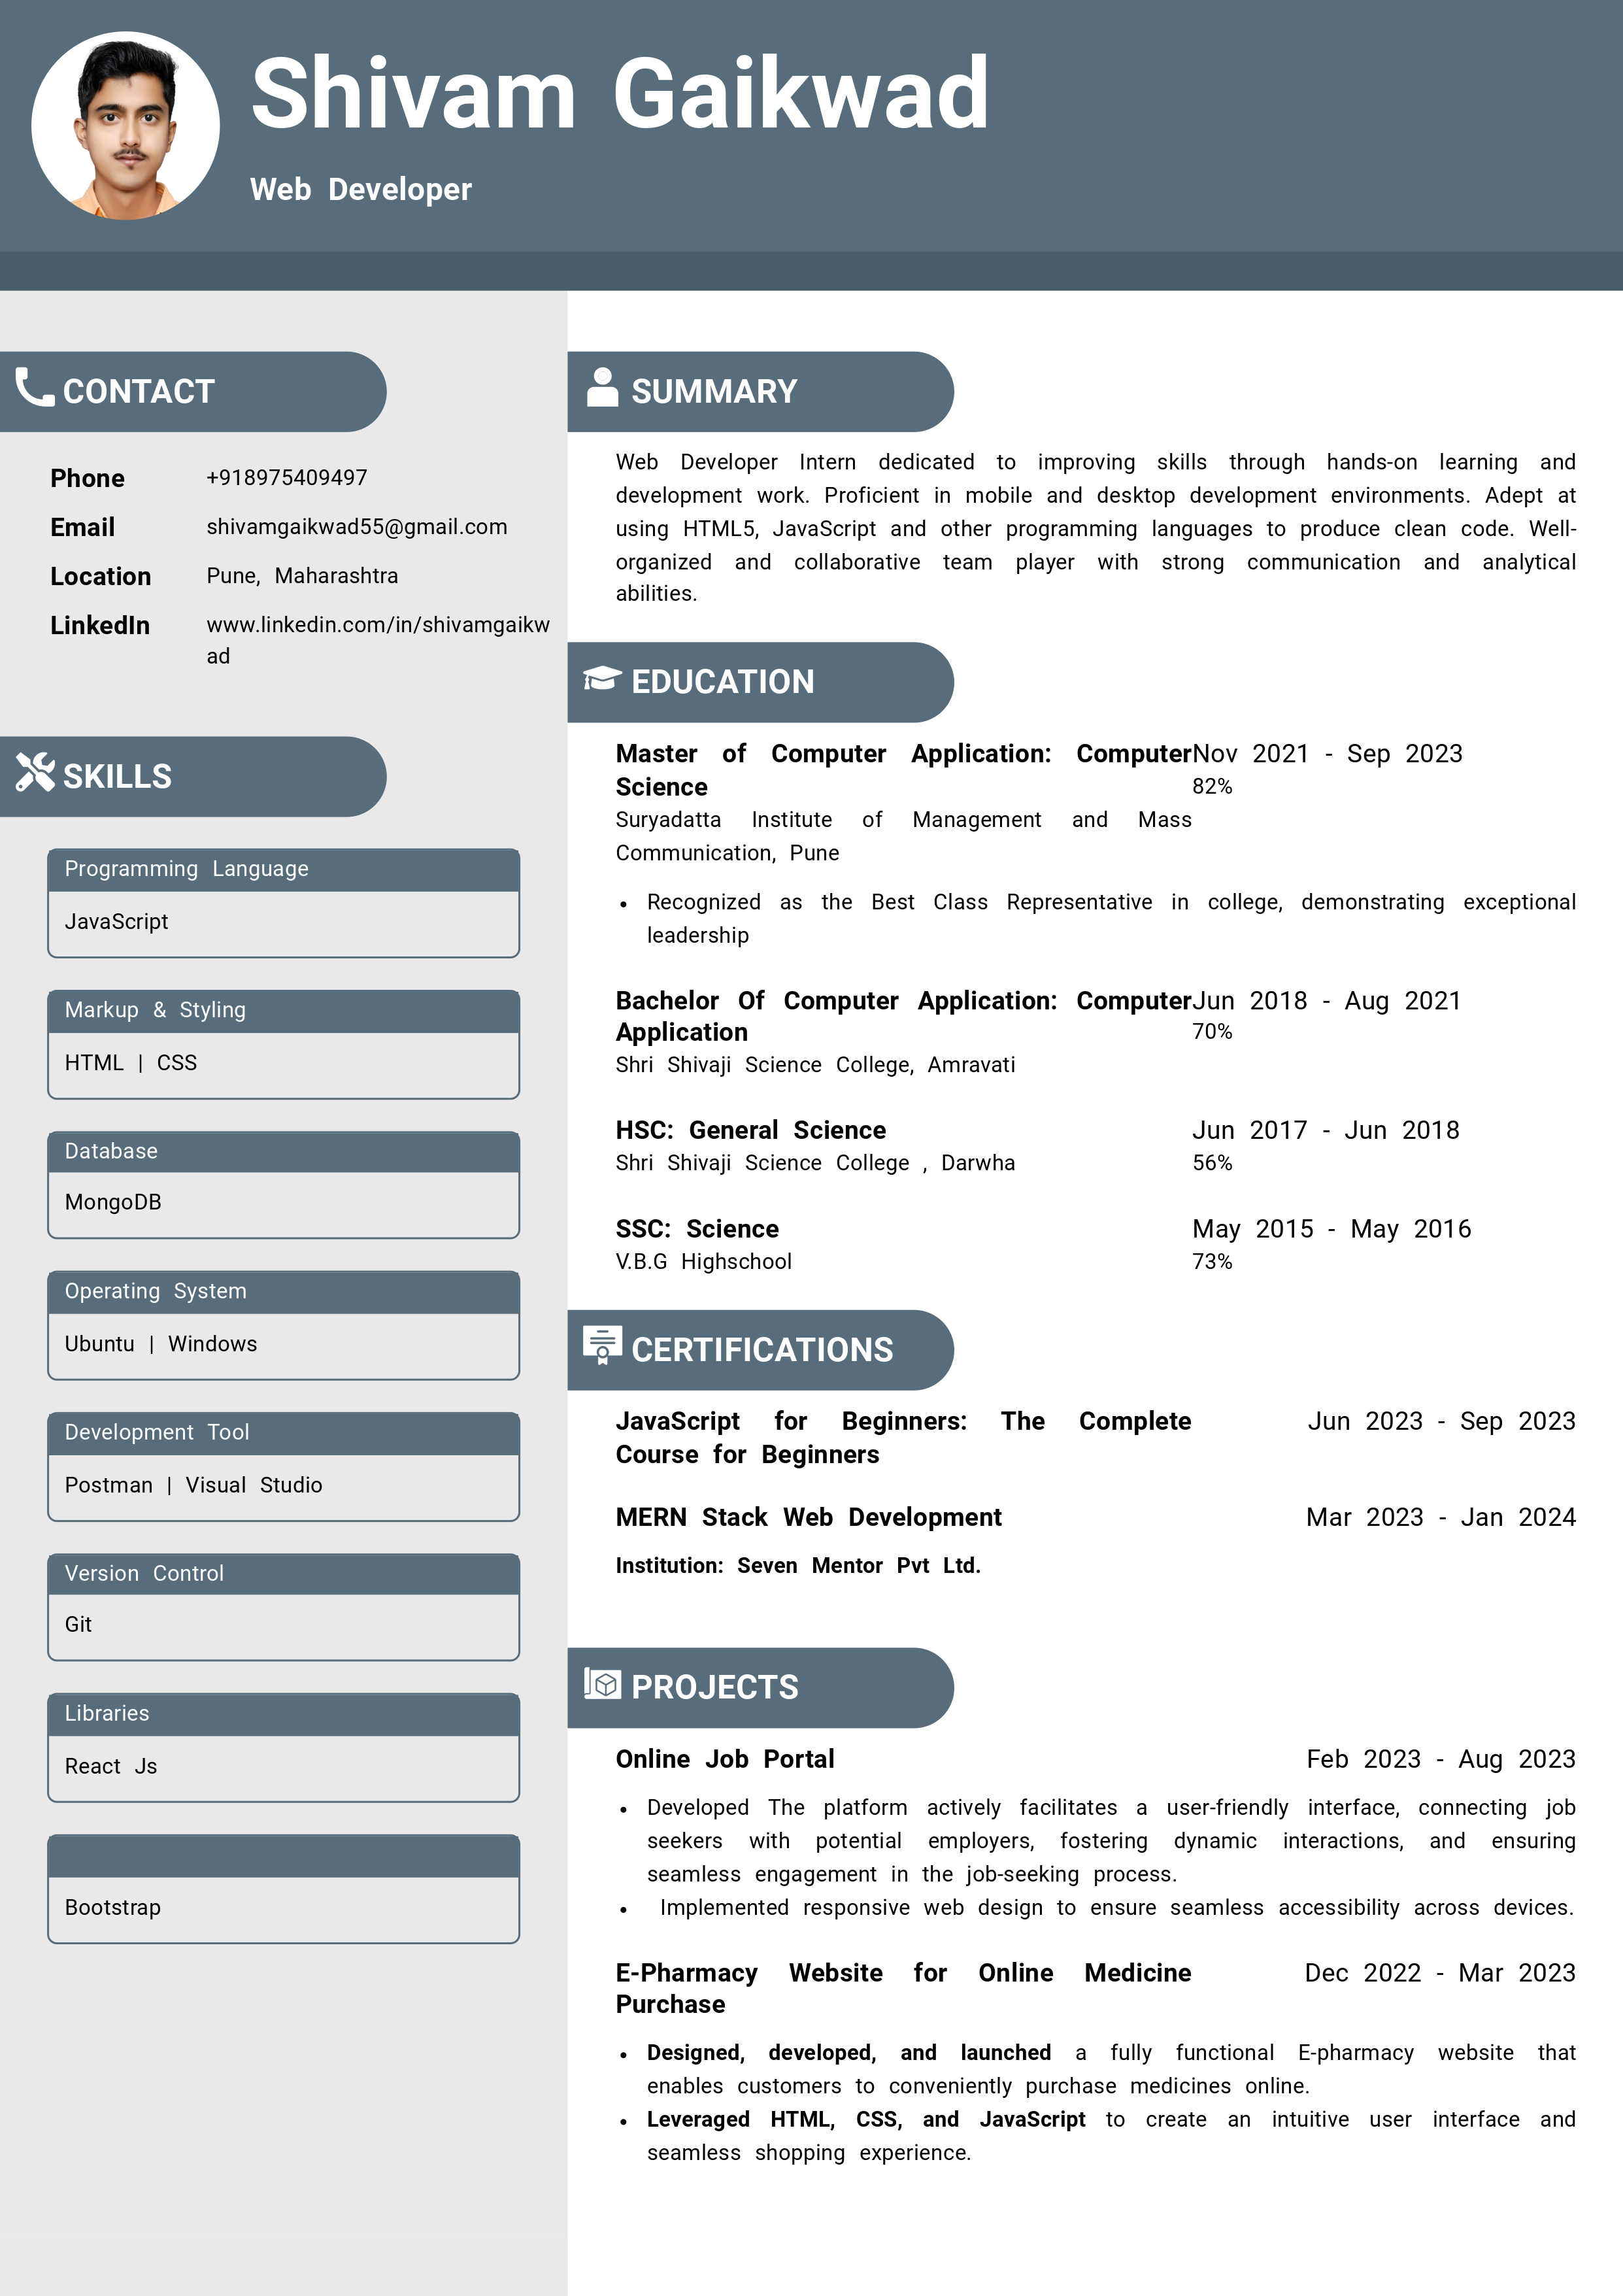 Shivam Gaikwad
Web Developer
CONTACT
Phone +918975409497
Email shivamgaikwad55@gmail.com
Location Pune, Maharashtra
LinkedIn www.linkedin.com/in/shivamgaikw
ad
SKILLS
Programming Language
JavaScript
Markup & Styling
HTML | CSS
Database
MongoDB
Operating System
Ubuntu | Windows
Development Tool
Postman | Visual Studio
Version Control
Git
Libraries
React Js
Bootstrap
SUMMARY
Web Developer Intern dedicated to improving skills through hands-on learning and
development work. Proficient in mobile and desktop development environments. Adept at
using HTML5, JavaScript and other programming languages to produce clean code. Well-
organized and collaborative team player with strong communication and analytical
abilities.
EDUCATION
Master of Computer Application: Computer Nov 2021 - Sep 2023
Science 82%
Suryadatta Institute of Management and Mass
Communication, Pune
• Recognized as the Best Class Representative in college, demonstrating exceptional
leadership
Bachelor Of Computer Application: Computer Jun 2018 - Aug 2021
Application 70%
Shri Shivaji Science College, Amravati
HSC: General Science Jun 2017 - Jun 2018
Shri Shivaji Science College , Darwha 56%
SSC: Science May 2015 - May 2016
V.B.G Highschool 73%
CERTIFICATIONS
JavaScript for Beginners: The Complete Jun 2023 - Sep 2023
Course for Beginners
MERN Stack Web Development Mar 2023 - Jan 2024
Institution: Seven Mentor Pvt Ltd.
PROJECTS
Online Job Portal Feb 2023 - Aug 2023
• Developed The platform actively facilitates a user-friendly interface, connecting job
seekers with potential employers, fostering dynamic interactions, and ensuring
seamless engagement in the job-seeking process.
• Implemented responsive web design to ensure seamless accessibility across devices.
E-Pharmacy Website for Online Medicine Dec 2022 - Mar 2023
Purchase
• Designed, developed, and launched a fully functional E-pharmacy website that
enables customers to conveniently purchase medicines online.
• Leveraged HTML, CSS, and JavaScript to create an intuitive user interface and
seamless shopping experience.